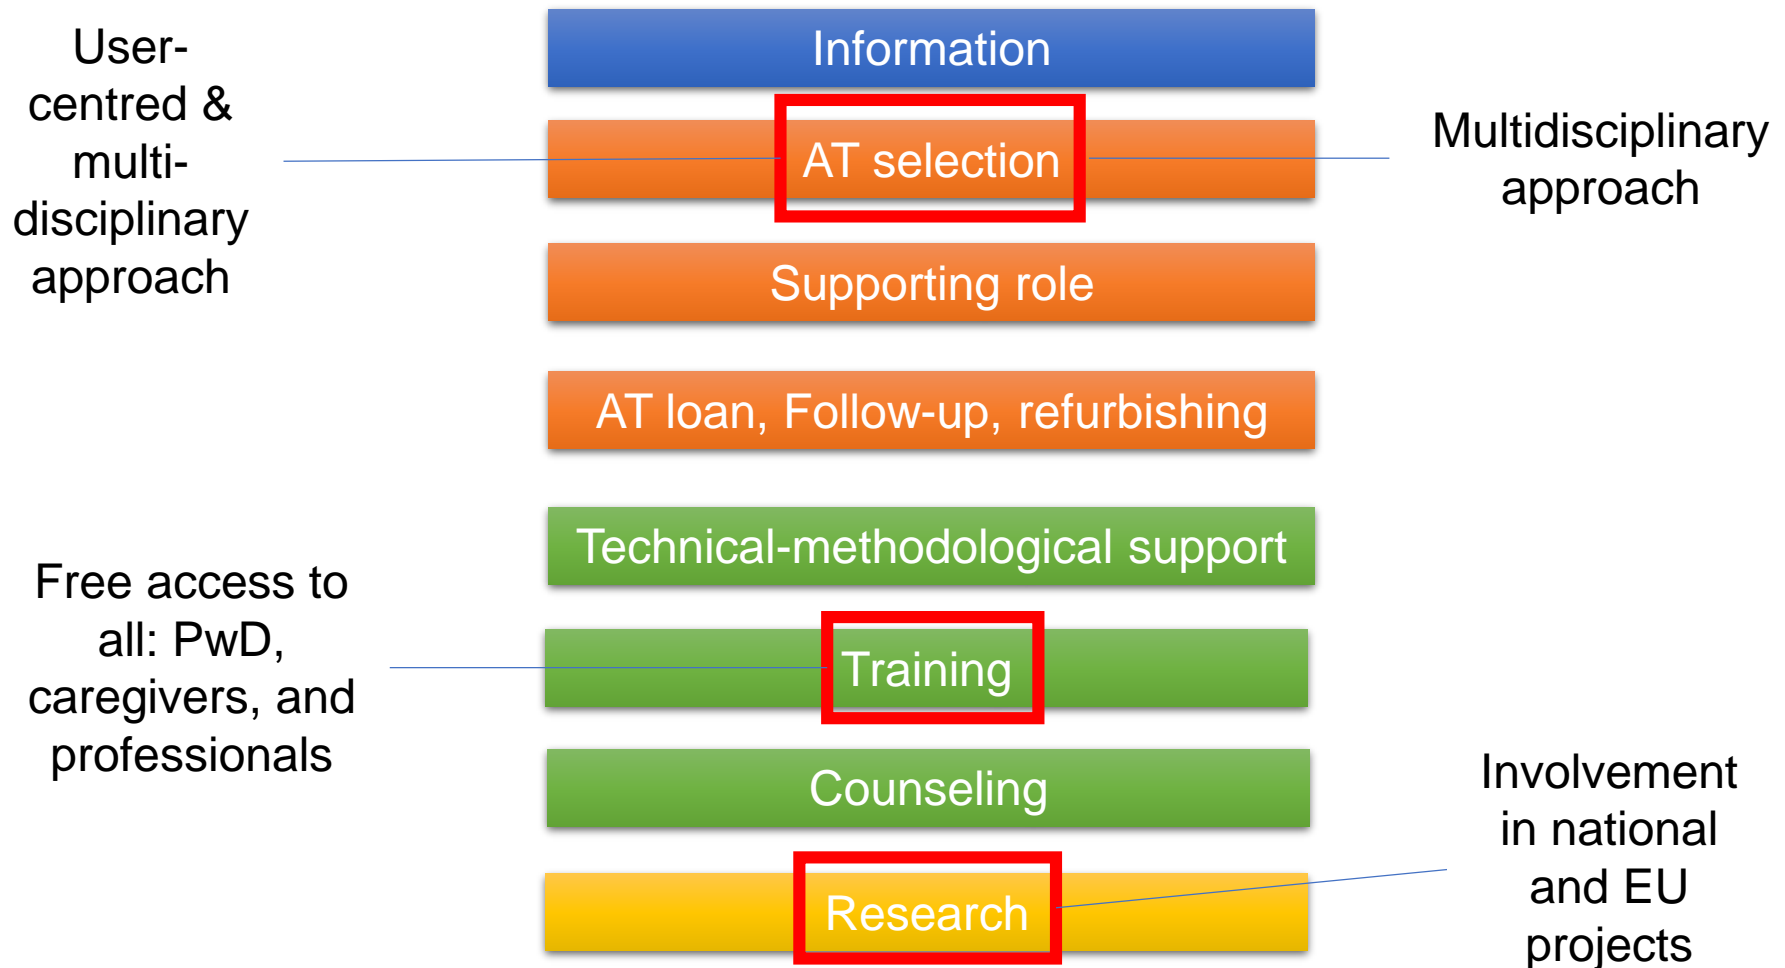 User-
centred &
multi-
disciplinary
approach
Information
AT selection
Multidisciplinary
approach
Supporting role
AT loan, Follow-up, refurbishing
Technical-methodological support
Free access to
all: PwD,
caregivers, and
professionals
Training
Counseling
Research
Involvement
in national
and EU
projects